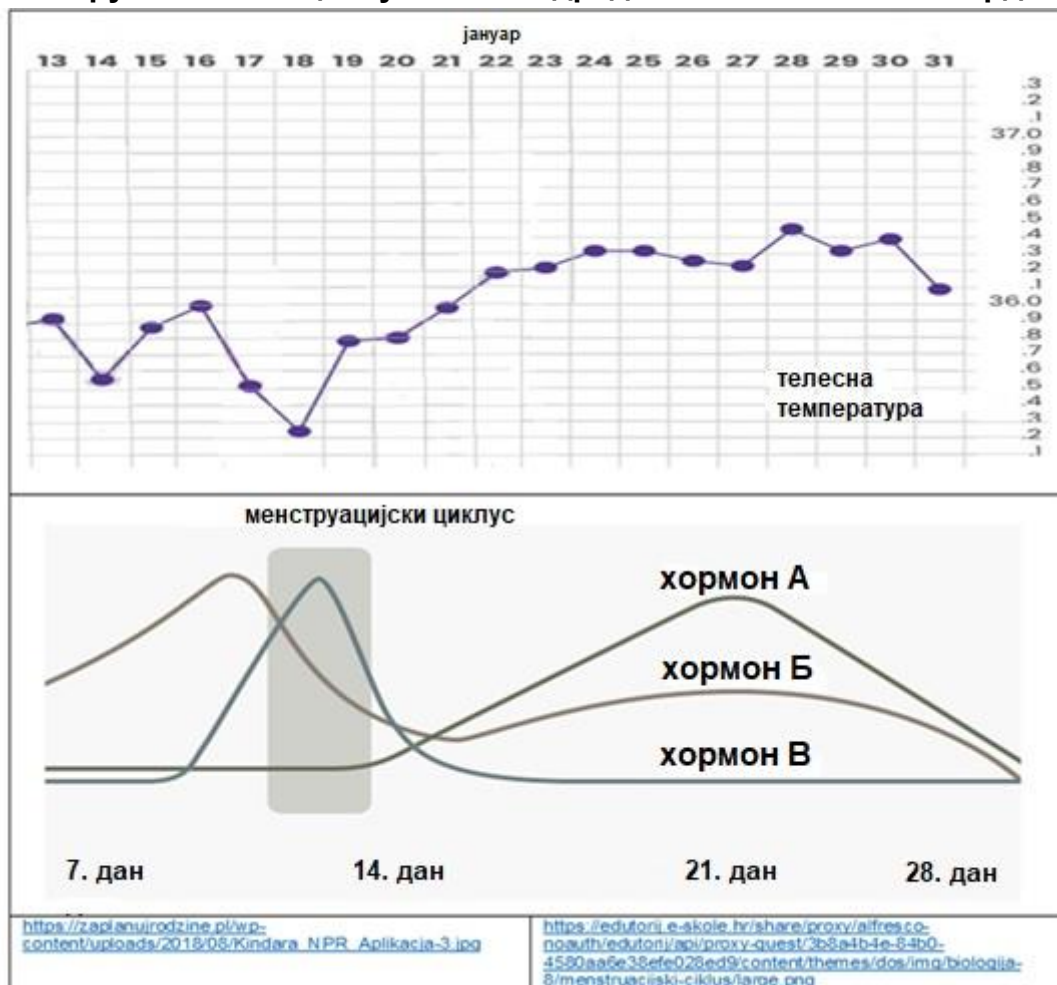 јануар
13 14 15 16 17 18 19 20 21 22 23 24 25 26 27 28 29 30 31
.3
.2
.1
37.0
.9
.8
.7
.6
.5
.4
.3
.2
.1
36.0
.9
.8
.7
.6
.5
.4
.3
.2
.1
телесна
температура
менструацијски циклус
хормон А
хормон Б
хормон В
7. дан 14. дан 21. дан 28. дан
https://zaplanujrodzine.pl/wp-
content/uploads/2018/08/Kindara_NPR_Aplikacja-3.jpg
https://edutorij.e-skole.hr/share/proxy/alfresco-
noauth/edutorij/api/proxy-guest/3b8a4b4e-84b0-
4580aa6e38efe028ed9/content/themes/dos/img/biologija-
8/menstruacijski-ciklus/large.png